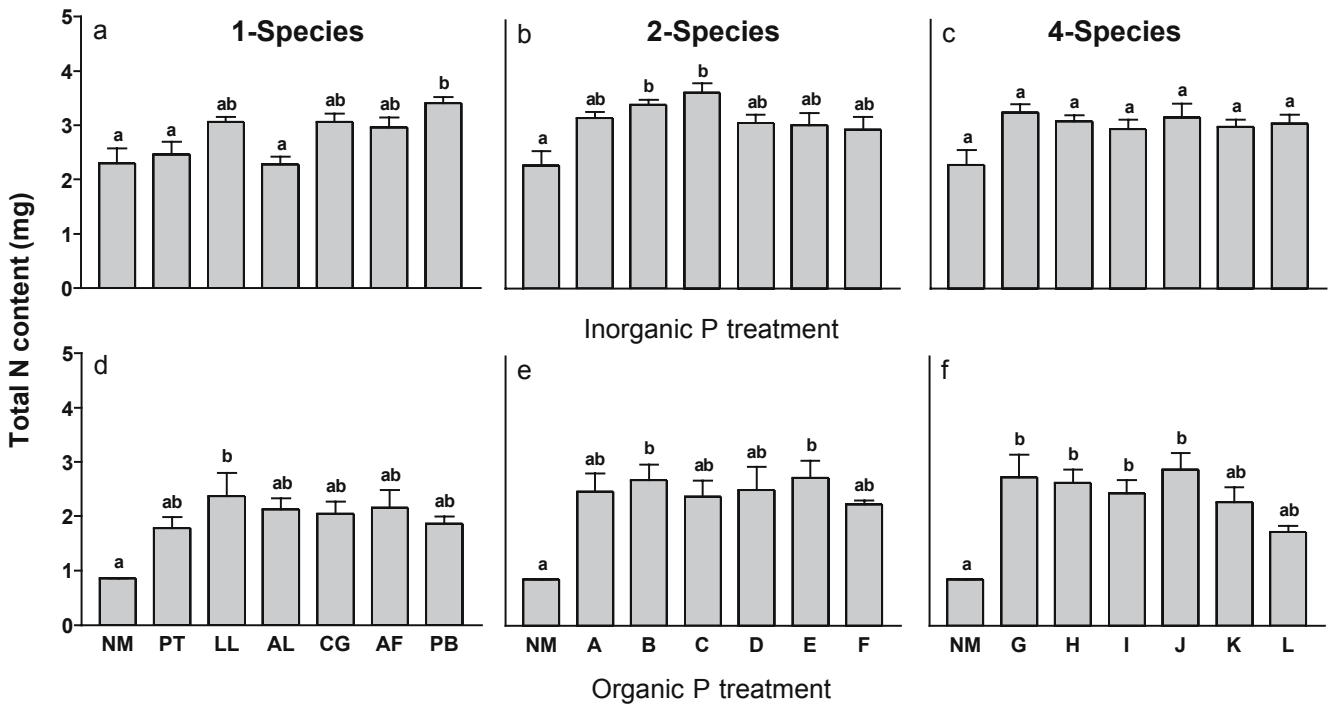 a 1-Species
b 2-Species
c 4-Species
5
4
3
2
1
0
a a ab a ab ab b
a ab b b ab ab ab
a a a a a a a
Inorganic P treatment
Total N content (mg)
d
e
f
5
4
3
2
1
0
a ab b ab ab ab ab
a ab b ab ab b ab
a b b b b ab ab
NM PT LL AL CG AF PB
NM A B C D E F
NM G H I J K L
Organic P treatment